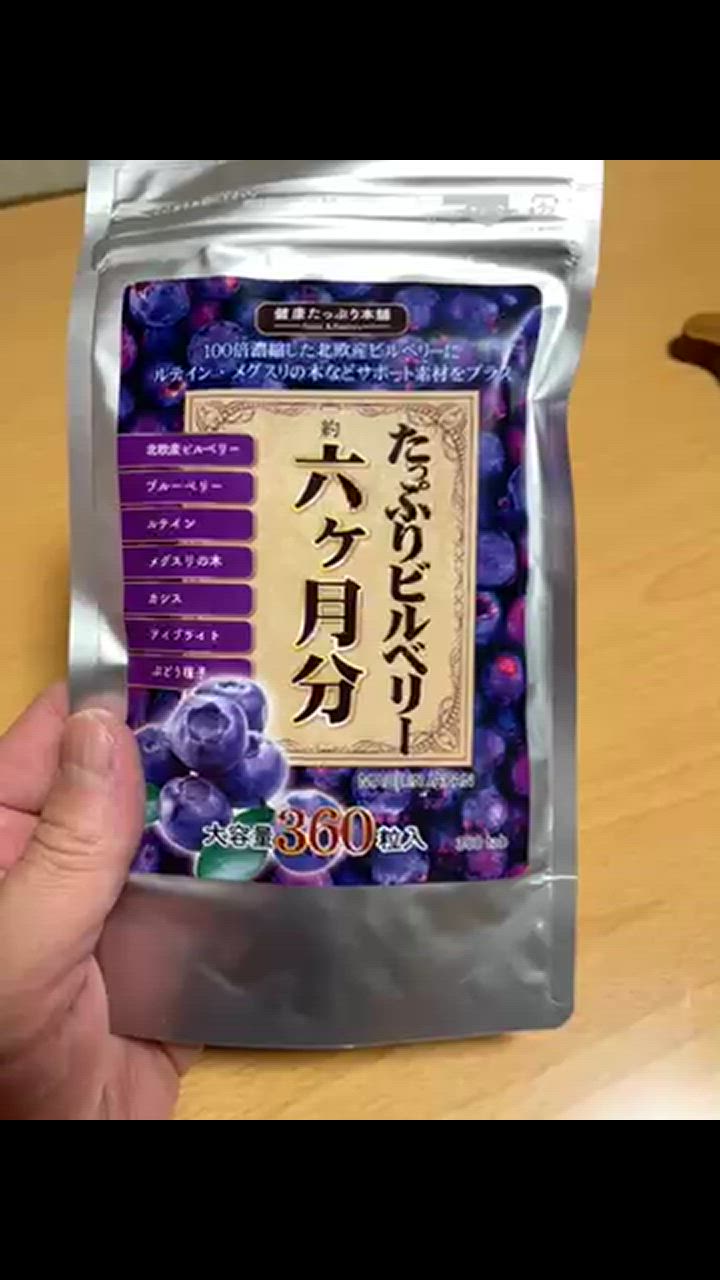 健康たっぷり本舗
100倍濃縮した北欧産ビルベリーに
ルテイン・メグスリの木などサポート素材をプラス
たっぷりビルベリー
約
六ヶ月分
北欧産ビルベリー
ブルーベリー
ルテイン
メグスリの木
カシス
アイブライト
ぶどう種子
MADE IN JAPAN
大容量360粒入